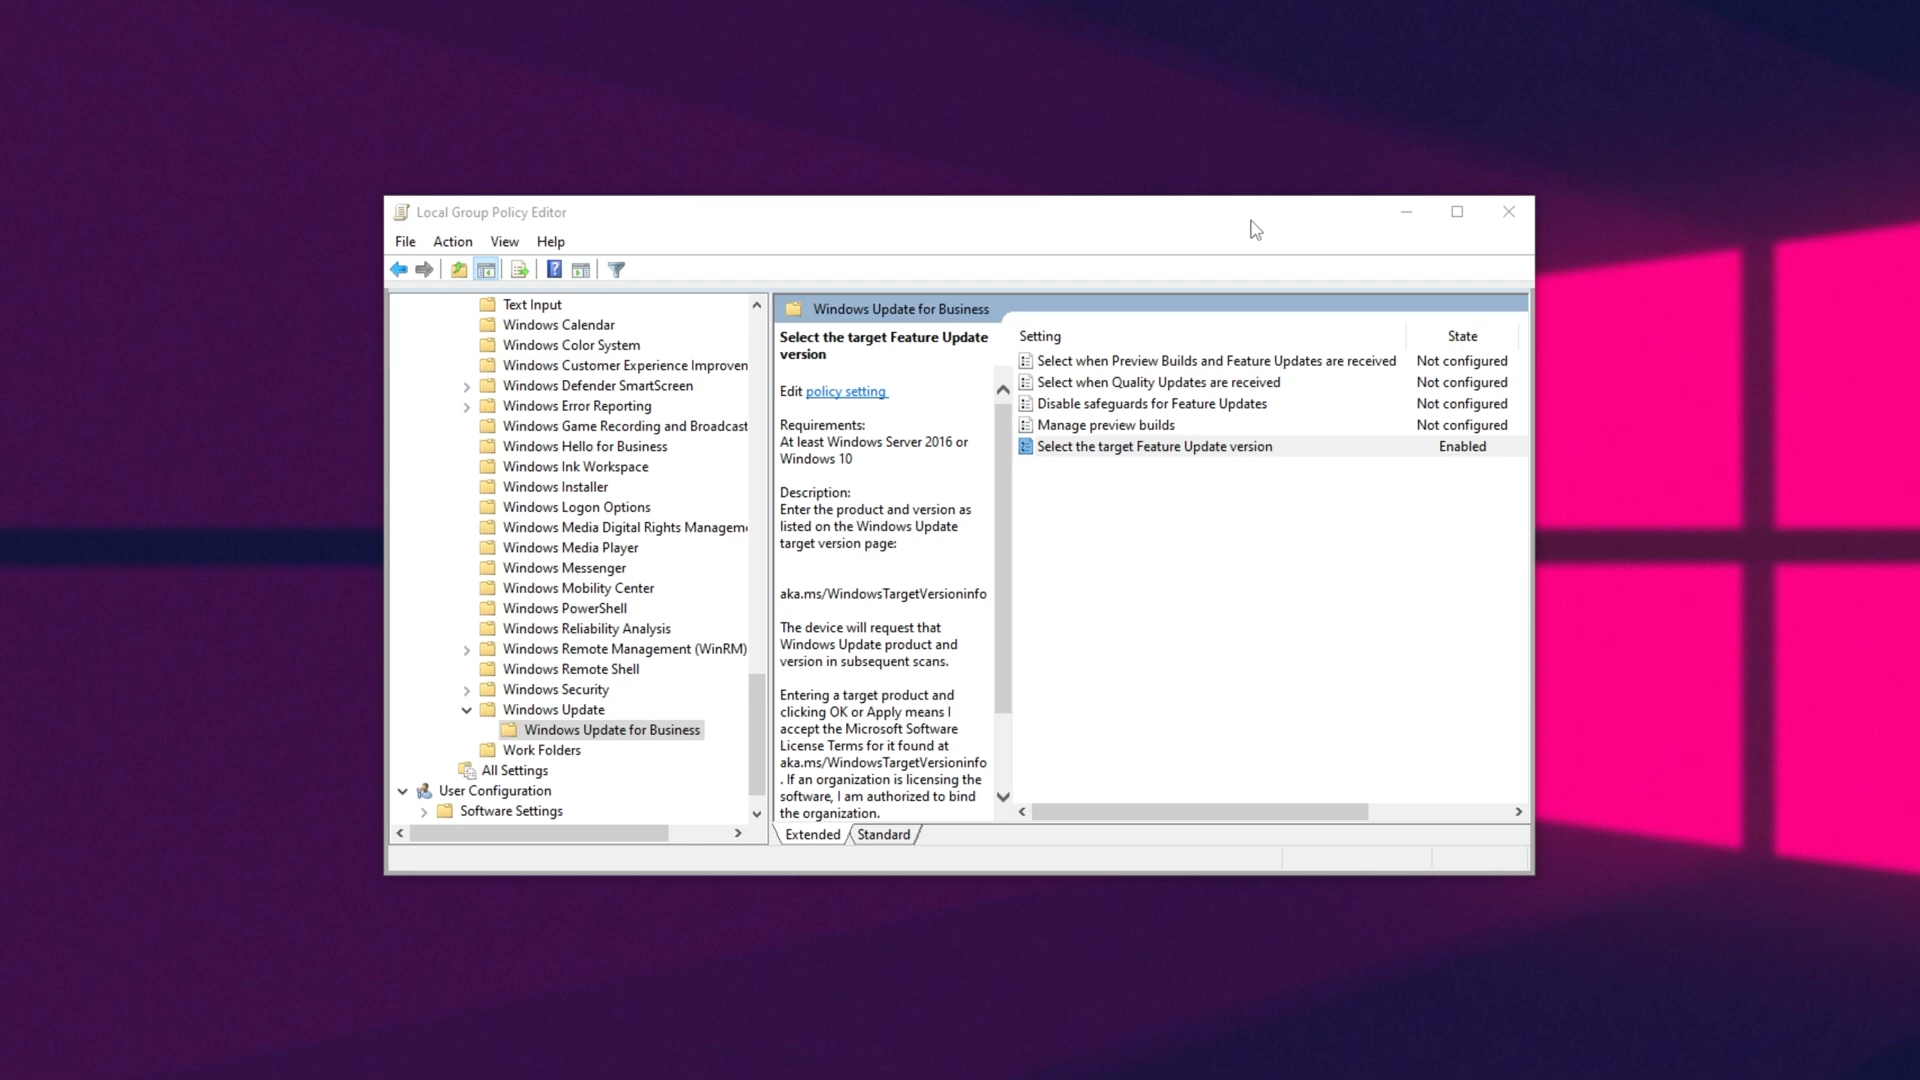 Local Group Policy Editor
File Action View Help
Text Input
Windows Calendar
Windows Color System
Windows Customer Experience Improven
Windows Defender SmartScreen
Windows Error Reporting
Windows Game Recording and Broadcast
Windows Hello for Business
Windows Ink Workspace
Windows Installer
Windows Logon Options
Windows Media Digital Rights Managem
Windows Media Player
Windows Messenger
Windows Mobility Center
Windows PowerShell
Windows Reliability Analysis
Windows Remote Management (WinRM)
Windows Remote Shell
Windows Security
Windows Update
Windows Update for Business
Work Folders
All Settings
User Configuration
Software Settings
Windows Update for Business
Select the target Feature Update
version
Edit policy setting
Requirements:
At least Windows Server 2016 or
Windows 10
Description:
Enter the product and version as
listed on the Windows Update
target version page:
aka.ms/WindowsTargetVersioninfo
The device will request that
Windows Update product and
version in subsequent scans.
Entering a target product and
clicking OK or Apply means I
accept the Microsoft Software
License Terms for it found at
aka.ms/WindowsTargetVersioninfo
. If an organization is licensing the
software, I am authorized to bind
the organization.
Setting State
Select when Preview Builds and Feature Updates are received Not configured
Select when Quality Updates are received Not configured
Disable safeguards for Feature Updates Not configured
Manage preview builds Not configured
Select the target Feature Update version Enabled
Extended Standard